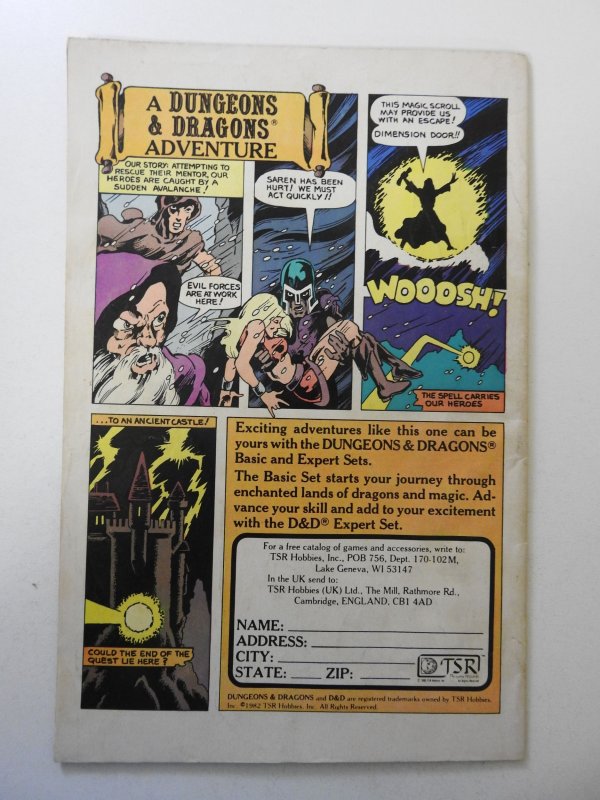 A DUNGEONS
& DRAGONS®
ADVENTURE
OUR STORY: ATTEMPTING TO
RESCUE THEIR MENTOR, OUR
HEROES ARE CAUGHT BY A
SUDDEN AVALANCHE!
EVIL FORCES
ARE AT WORK
HERE!
SAREN HAS BEEN
HURT! WE MUST
ACT QUICKLY!!
THIS MAGIC SCROLL
MAY PROVIDE US
WITH AN ESCAPE!
DIMENSION DOOR!!
WOOOSH!
THE SPELL CARRIES
OUR HEROES
...TO AN ANCIENT CASTLE!
COULD THE END OF THE
QUEST LIE HERE?
Exciting adventures like this one can be
yours with the DUNGEONS & DRAGONS®
Basic and Expert Sets.
The Basic Set starts your journey through
enchanted lands of dragons and magic. Ad-
vance your skill and add to your excitement
with the D&D® Expert Set.
For a free catalog of games and accessories, write to:
TSR Hobbies, Inc., POB 756, Dept. 170-102M,
Lake Geneva, WI 53147
In the UK send to:
TSR Hobbies (UK) Ltd., The Mill, Rathmore Rd.,
Cambridge, ENGLAND, CB1 4AD
NAME:
ADDRESS:
CITY:
STATE: ZIP:
TSR
DUNGEONS & DRAGONS and D&D are registered trademarks owned by TSR Hobbies,
Inc. ©1982 TSR Hobbies, Inc. All Rights Reserved.